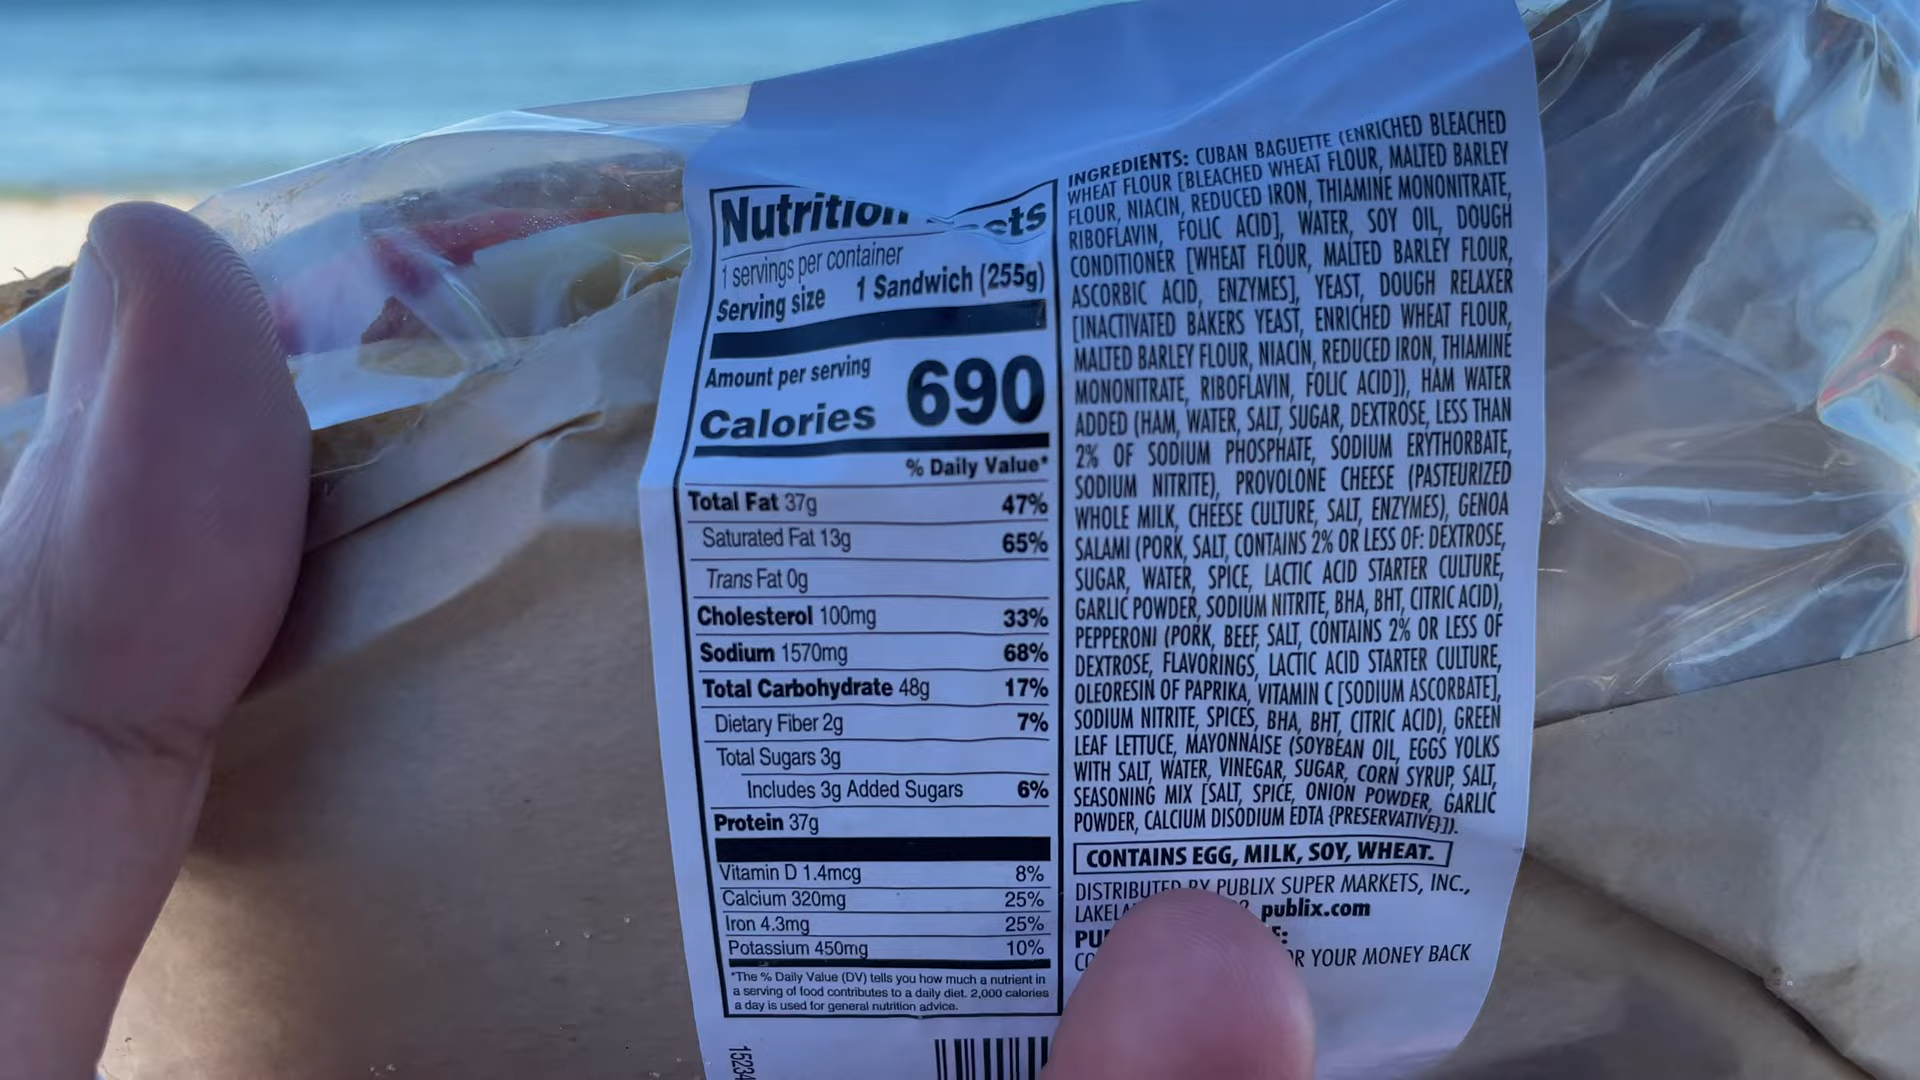 Nutrition
1 servings per container
Serving size 1 Sandwich (255g)
Amount per serving
Calories 690
% Daily Value*
Total Fat 37g 47%
Saturated Fat 13g 65%
Trans Fat 0g
Cholesterol 100mg 33%
Sodium 1570mg 68%
Total Carbohydrate 48g 17%
Dietary Fiber 2g 7%
Total Sugars 3g
Includes 3g Added Sugars 6%
Protein 37g
Vitamin D 1.4mcg 8%
Calcium 320mg 25%
Iron 4.3mg 25%
Potassium 450mg 10%
*The % Daily Value (DV) tells you how much a nutrient in
a serving of food contributes to a daily diet. 2,000 calories
a day is used for general nutrition advice.
INGREDIENTS: CUBAN BAGUETTE (ENRICHED BLEACHED
WHEAT FLOUR [BLEACHED WHEAT FLOUR, MALTED BARLEY
FLOUR, NIACIN, REDUCED IRON, THIAMINE MONONITRATE,
RIBOFLAVIN, FOLIC ACID], WATER, SOY OIL, DOUGH
CONDITIONER [WHEAT FLOUR, MALTED BARLEY FLOUR,
ASCORBIC ACID, ENZYMES], YEAST, DOUGH RELAXER
[INACTIVATED BAKERS YEAST, ENRICHED WHEAT FLOUR,
MALTED BARLEY FLOUR, NIACIN, REDUCED IRON, THIAMINE
MONONITRATE, RIBOFLAVIN, FOLIC ACID]), HAM WATER
ADDED (HAM, WATER, SALT, SUGAR, DEXTROSE, LESS THAN
2% OF SODIUM PHOSPHATE, SODIUM ERYTHORBATE,
SODIUM NITRITE), PROVOLONE CHEESE (PASTEURIZED
WHOLE MILK, CHEESE CULTURE, SALT, ENZYMES), GENOA
SALAMI (PORK, SALT, CONTAINS 2% OR LESS OF: DEXTROSE,
SUGAR, WATER, SPICE, LACTIC ACID STARTER CULTURE,
GARLIC POWDER, SODIUM NITRITE, BHA, BHT, CITRIC ACID),
PEPPERONI (PORK, BEEF, SALT, CONTAINS 2% OR LESS OF
DEXTROSE, FLAVORINGS, LACTIC ACID STARTER CULTURE,
OLEORESIN OF PAPRIKA, VITAMIN C [SODIUM ASCORBATE],
SODIUM NITRITE, SPICES, BHA, BHT, CITRIC ACID), GREEN
LEAF LETTUCE, MAYONNAISE (SOYBEAN OIL, EGGS YOLKS
WITH SALT, WATER, VINEGAR, SUGAR, CORN SYRUP, SALT,
SEASONING MIX [SALT, SPICE, ONION POWDER, GARLIC
POWDER, CALCIUM DISODIUM EDTA {PRESERVATIVE}]).
CONTAINS EGG, MILK, SOY, WHEAT.
DISTRIBUTED BY PUBLIX SUPER MARKETS, INC.,
publix.com
YOUR MONEY BACK